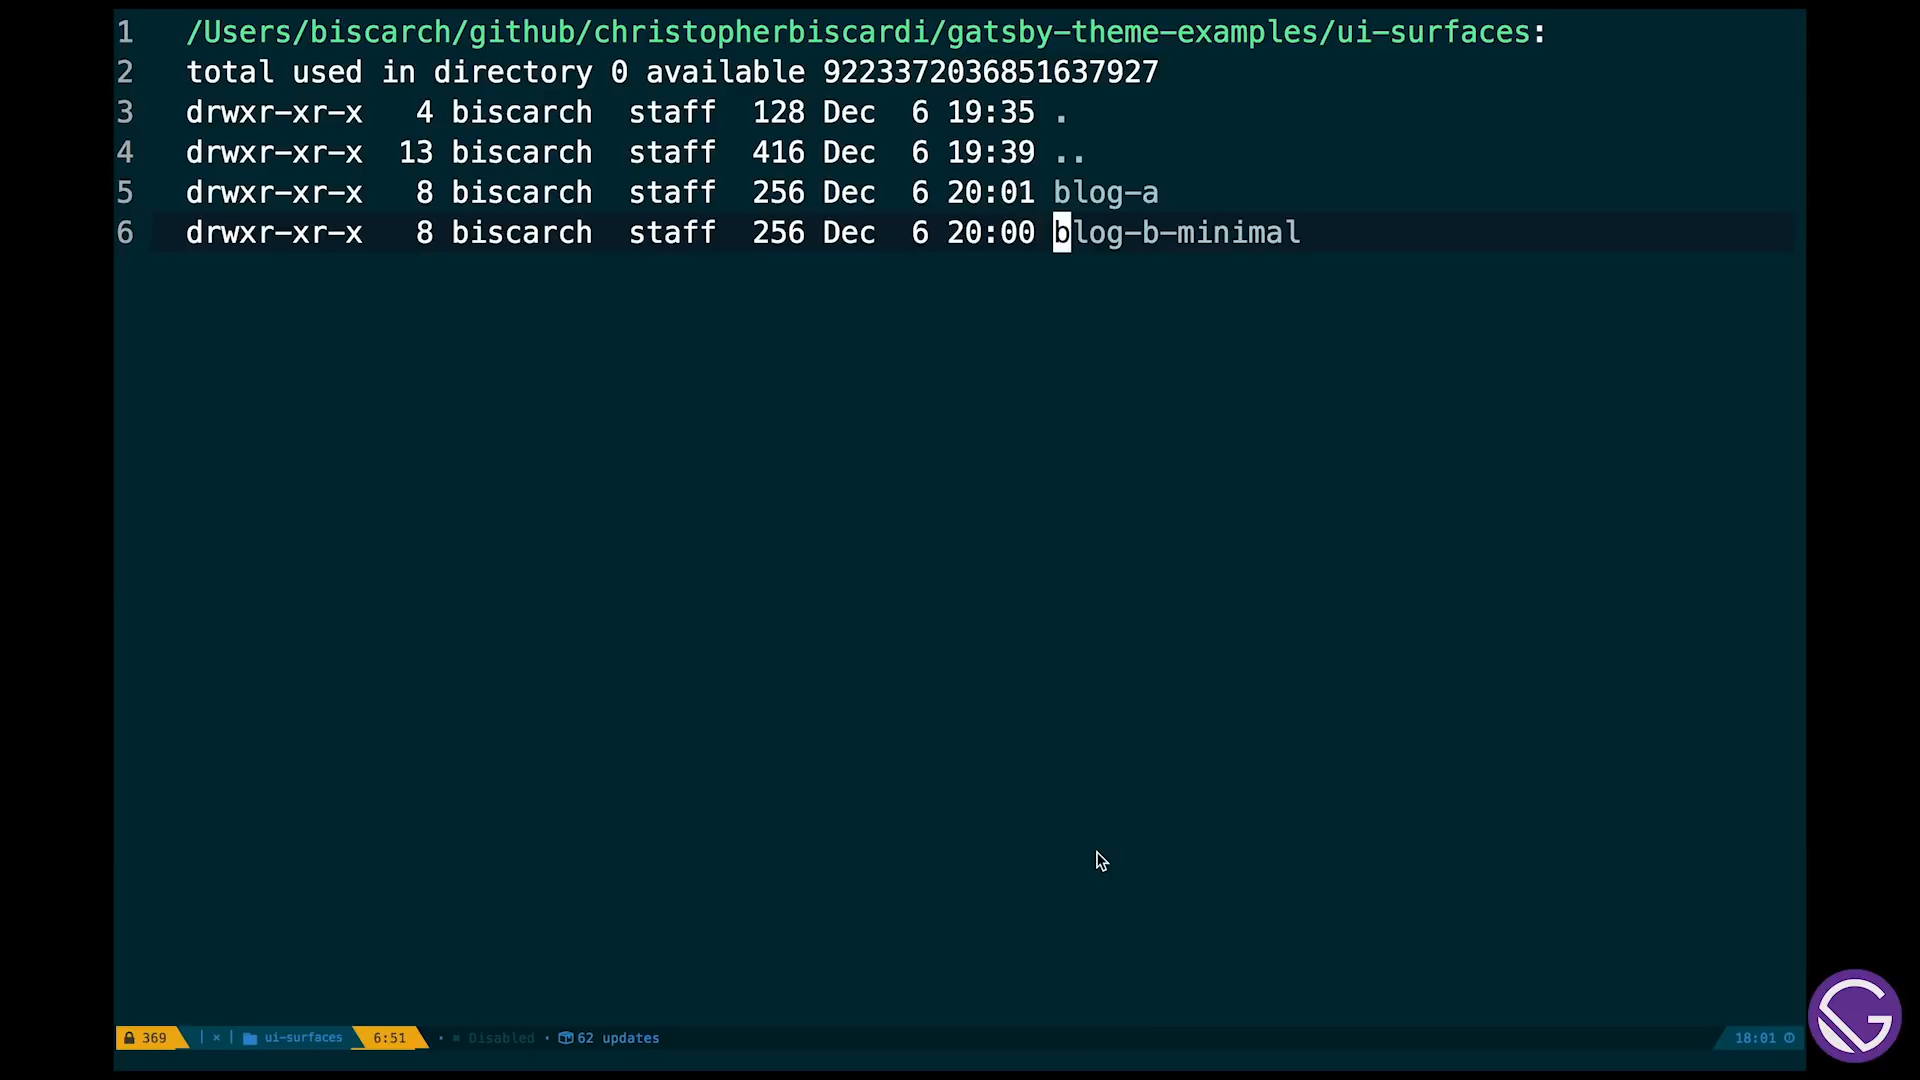 1 /Users/biscarch/github/christopherbiscardi/gatsby-theme-examples/ui-surfaces:
2 total used in directory 0 available 9223372036851637927
3 drwxr-xr-x 4 biscarch staff 128 Dec 6 19:35 .
4 drwxr-xr-x 13 biscarch staff 416 Dec 6 19:39 ..
5 drwxr-xr-x 8 biscarch staff 256 Dec 6 20:01 blog-a
6 drwxr-xr-x 8 biscarch staff 256 Dec 6 20:00 blog-b-minimal
369 | × | ui-surfaces 6:51 · Disabled · 62 updates 18:01